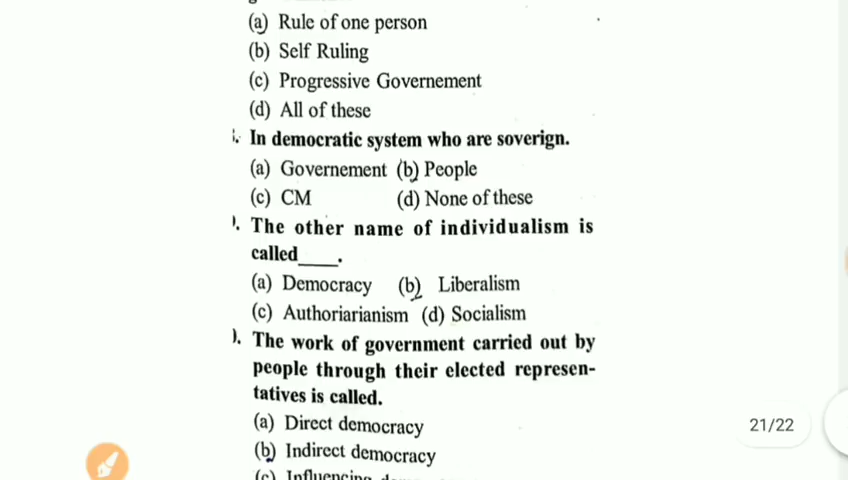 (a) Rule of one person
(b) Self Ruling
(c) Progressive Governement
(d) All of these
In democratic system who are soverign.
(a) Governement (b) People
(c) CM (d) None of these
The other name of individualism is
called____.
(a) Democracy (b) Liberalism
(c) Authoriarianism (d) Socialism
The work of government carried out by
people through their elected represen-
tatives is called.
(a) Direct democracy
(b) Indirect democracy
(c) Influencing
21/22